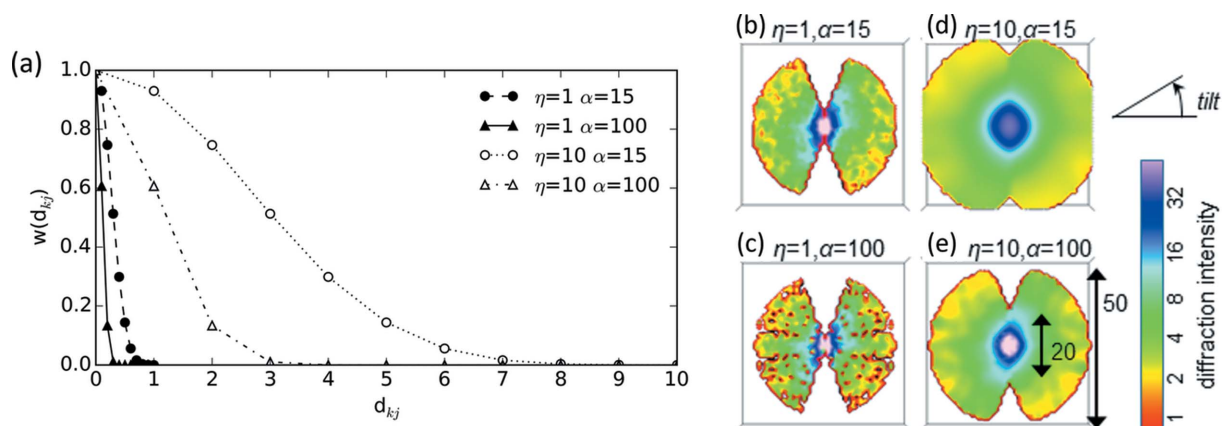 (a)
1.0
0.8
0.6
0.4
0.2
0.0
w(d_kj)
0 1 2 3 4 5 6 7 8 9 10
d_kj
η=1 α=15
η=1 α=100
η=10 α=15
η=10 α=100
(b) η=1,α=15
(d) η=10,α=15
tilt
(c) η=1,α=100
(e) η=10,α=100
50
20
32
16
8
4
2
1
diffraction intensity